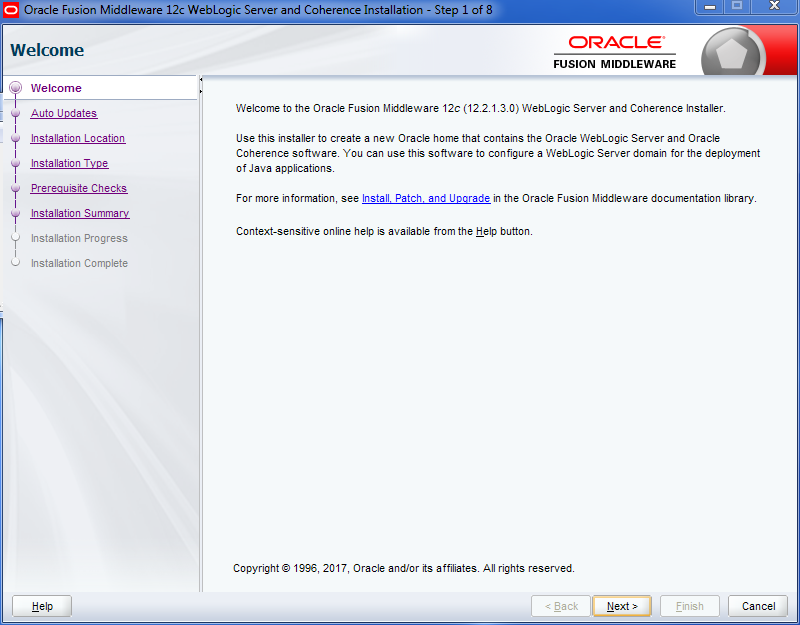 Oracle Fusion Middleware 12c WebLogic Server and Coherence Installation - Step 1 of 8
Welcome
ORACLE®
FUSION MIDDLEWARE
Welcome
Auto Updates
Installation Location
Installation Type
Prerequisite Checks
Installation Summary
Installation Progress
Installation Complete
Welcome to the Oracle Fusion Middleware 12c (12.2.1.3.0) WebLogic Server and Coherence Installer.
Use this installer to create a new Oracle home that contains the Oracle WebLogic Server and Oracle
Coherence software. You can use this software to configure a WebLogic Server domain for the deployment
of Java applications.
For more information, see Install, Patch, and Upgrade in the Oracle Fusion Middleware documentation library.
Context-sensitive online help is available from the Help button.
Copyright © 1996, 2017, Oracle and/or its affiliates. All rights reserved.
Help
< Back
Next >
Finish
Cancel